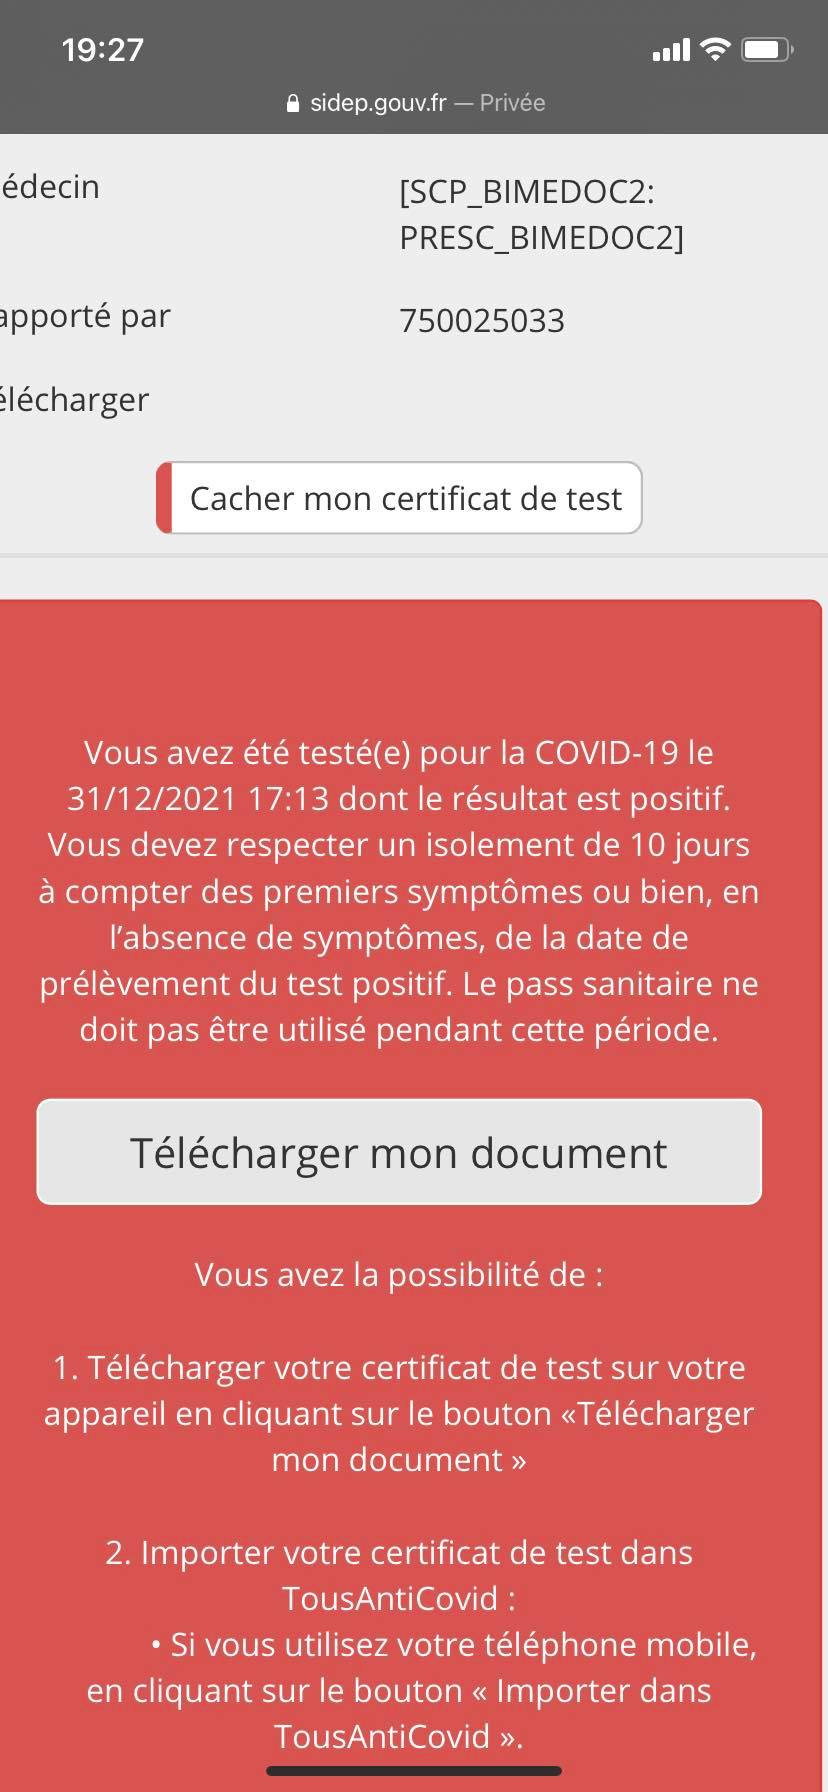 19:27
sidep.gouv.fr — Privée
édecin
[SCP_BIMEDOC2:
PRESC_BIMEDOC2]
apporté par
750025033
élécharger
Cacher mon certificat de test
Vous avez été testé(e) pour la COVID-19 le
31/12/2021 17:13 dont le résultat est positif.
Vous devez respecter un isolement de 10 jours
à compter des premiers symptômes ou bien, en
l’absence de symptômes, de la date de
prélèvement du test positif. Le pass sanitaire ne
doit pas être utilisé pendant cette période.
Télécharger mon document
Vous avez la possibilité de :
1. Télécharger votre certificat de test sur votre
appareil en cliquant sur le bouton «Télécharger
mon document »
2. Importer votre certificat de test dans
TousAntiCovid :
• Si vous utilisez votre téléphone mobile,
en cliquant sur le bouton « Importer dans
TousAntiCovid ».